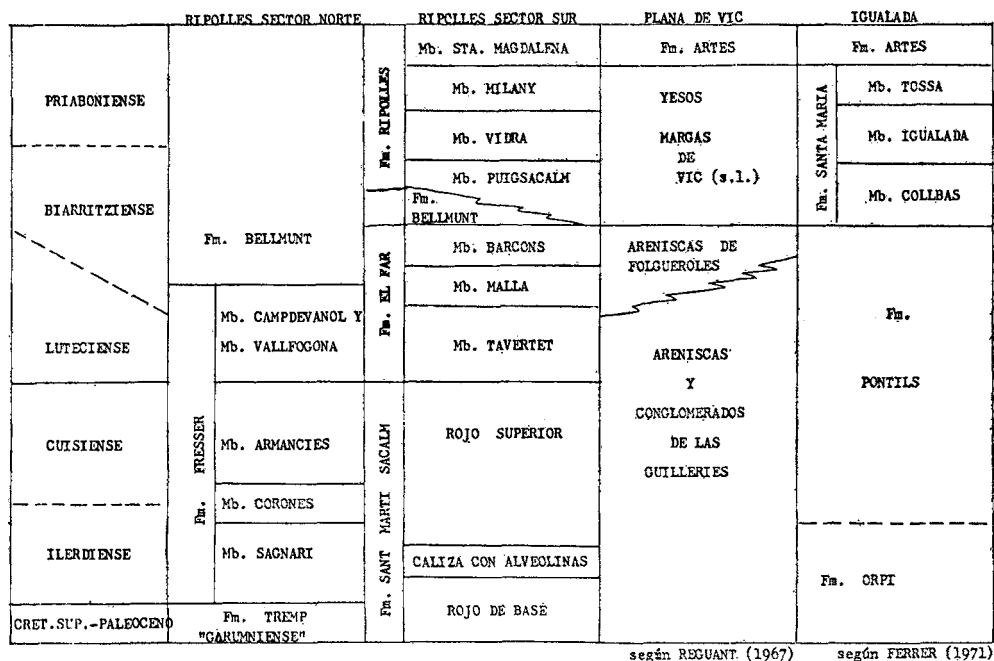 RIPOLLES SECTOR NORTE
RIPOLLES SECTOR SUR
PLANA DE VIC
IGUALADA
PRIABONIENSE
BIARRITZIENSE
LUTECIENSE
CUISIENSE
ILERDIENSE
CRET.SUP.-PALEOCENO
Fm. BELLMUNT
Fm. FRESSER
Mb. CAMPDEVANOL Y
Mb. VALLFOGONA
Mb. ARMANCIES
Mb. CORONES
Mb. SAGNARI
Fm. TREMP
"GARUMNIENSE"
Fm. RIPOLLES
Mb. STA. MAGDALENA
Mb. MILANY
Mb. VIDRA
Mb. PUIGSACALM
Fm.
BELLMUNT
Fm. EL FAR
Mb. BARCONS
Mb. MALLA
Mb. TAVERTET
Fm. SANT MARTI SACALM
ROJO SUPERIOR
CALIZA CON ALVEOLINAS
ROJO DE BASE
Fm. ARTES
YESOS
MARGAS
DE
VIC (s.l.)
ARENISCAS DE
FOLGUEROLES
ARENISCAS
Y
CONGLOMERADOS
DE LAS
GUILLERIES
Fm. ARTES
Fm. SANTA MARIA
Mb. TOSSA
Mb. IGUALADA
Mb. COLLBAS
Fm.
PONTILS
Fm. ORPI
según REGUANT (1967)
según FERRER (1971)